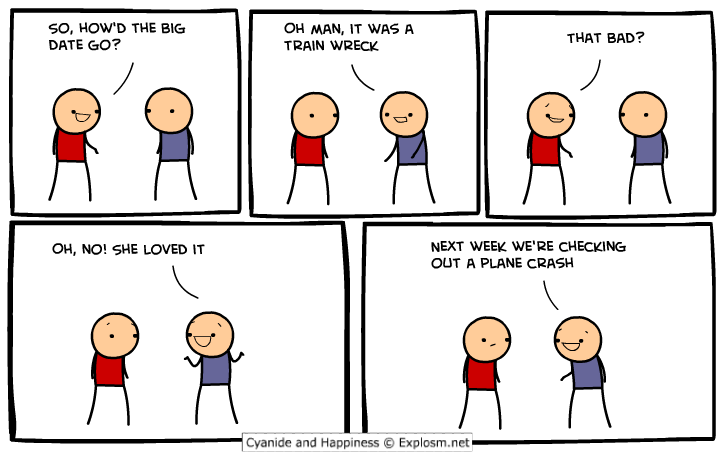 SO, HOW'D THE BIG
DATE GO?
OH MAN, IT WAS A
TRAIN WRECK
THAT BAD?
OH, NO! SHE LOVED IT
NEXT WEEK WE'RE CHECKING
OUT A PLANE CRASH
Cyanide and Happiness © Explosm.net